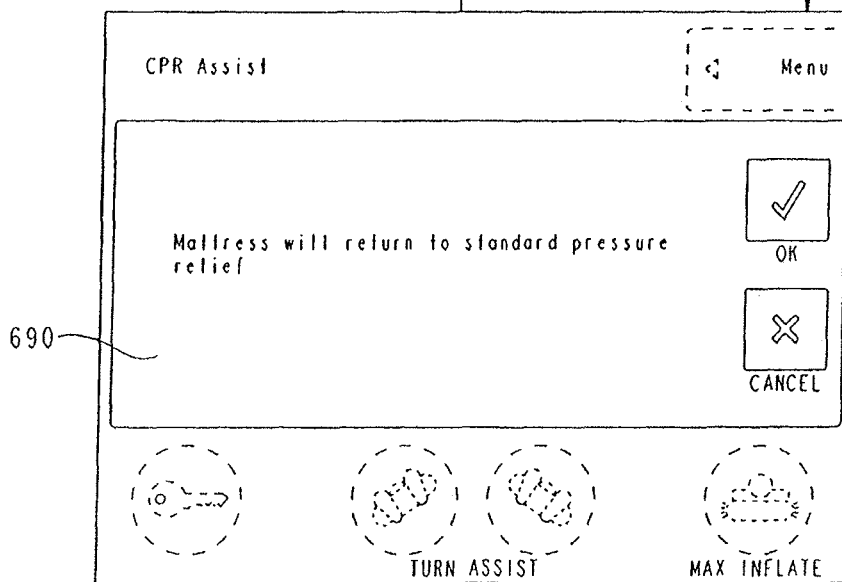 CPR Assist
Menu
Mattress will return to standard pressure
relief
OK
690
CANCEL
TURN ASSIST
MAX INFLATE